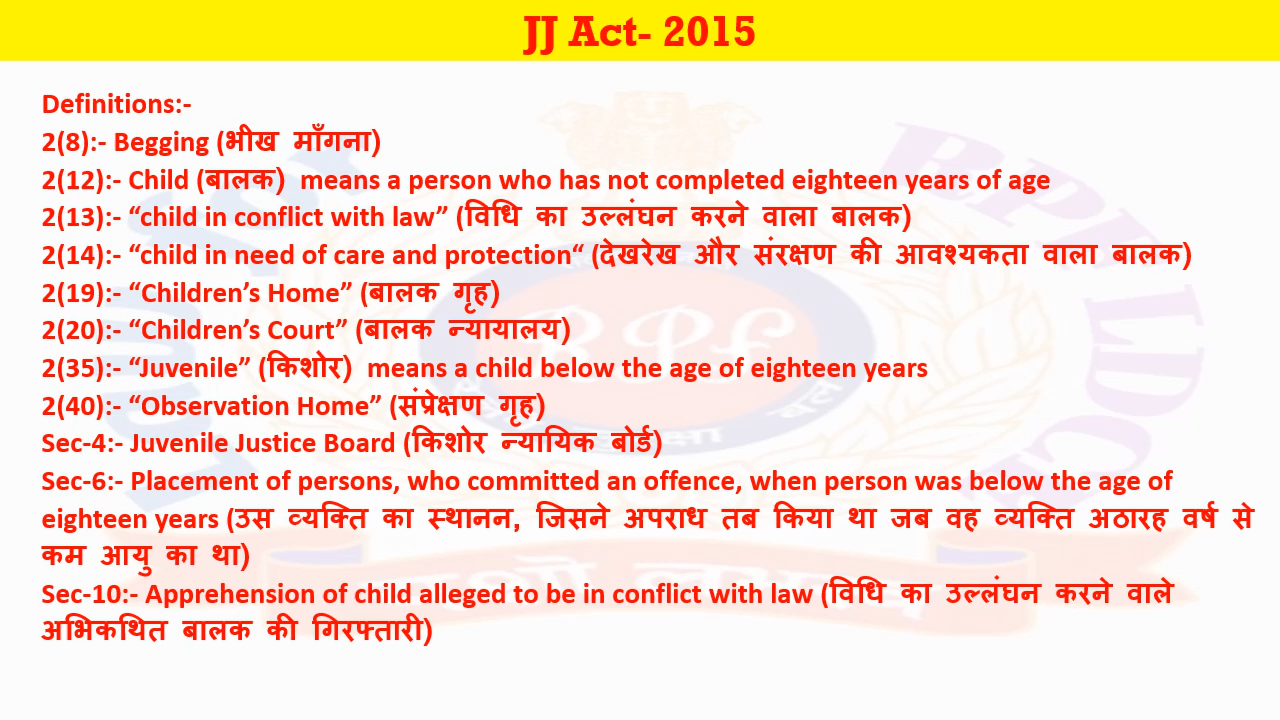 JJ Act- 2015
Definitions:-
2(8):- Begging (भीख माँगना)
2(12):- Child (बालक) means a person who has not completed eighteen years of age
2(13):- “child in conflict with law” (विधि का उल्लंघन करने वाला बालक)
2(14):- “child in need of care and protection“ (देखरेख और संरक्षण की आवश्यकता वाला बालक)
2(19):- “Children’s Home” (बालक गृह)
2(20):- “Children’s Court” (बालक न्यायालय)
2(35):- “Juvenile” (किशोर) means a child below the age of eighteen years
2(40):- “Observation Home” (संप्रेक्षण गृह)
Sec-4:- Juvenile Justice Board (किशोर न्यायिक बोर्ड)
Sec-6:- Placement of persons, who committed an offence, when person was below the age of
eighteen years (उस व्यक्ति का स्थानन, जिसने अपराध तब किया था जब वह व्यक्ति अठारह वर्ष से
कम आयु का था)
Sec-10:- Apprehension of child alleged to be in conflict with law (विधि का उल्लंघन करने वाले
अभिकथित बालक की गिरफ्तारी)